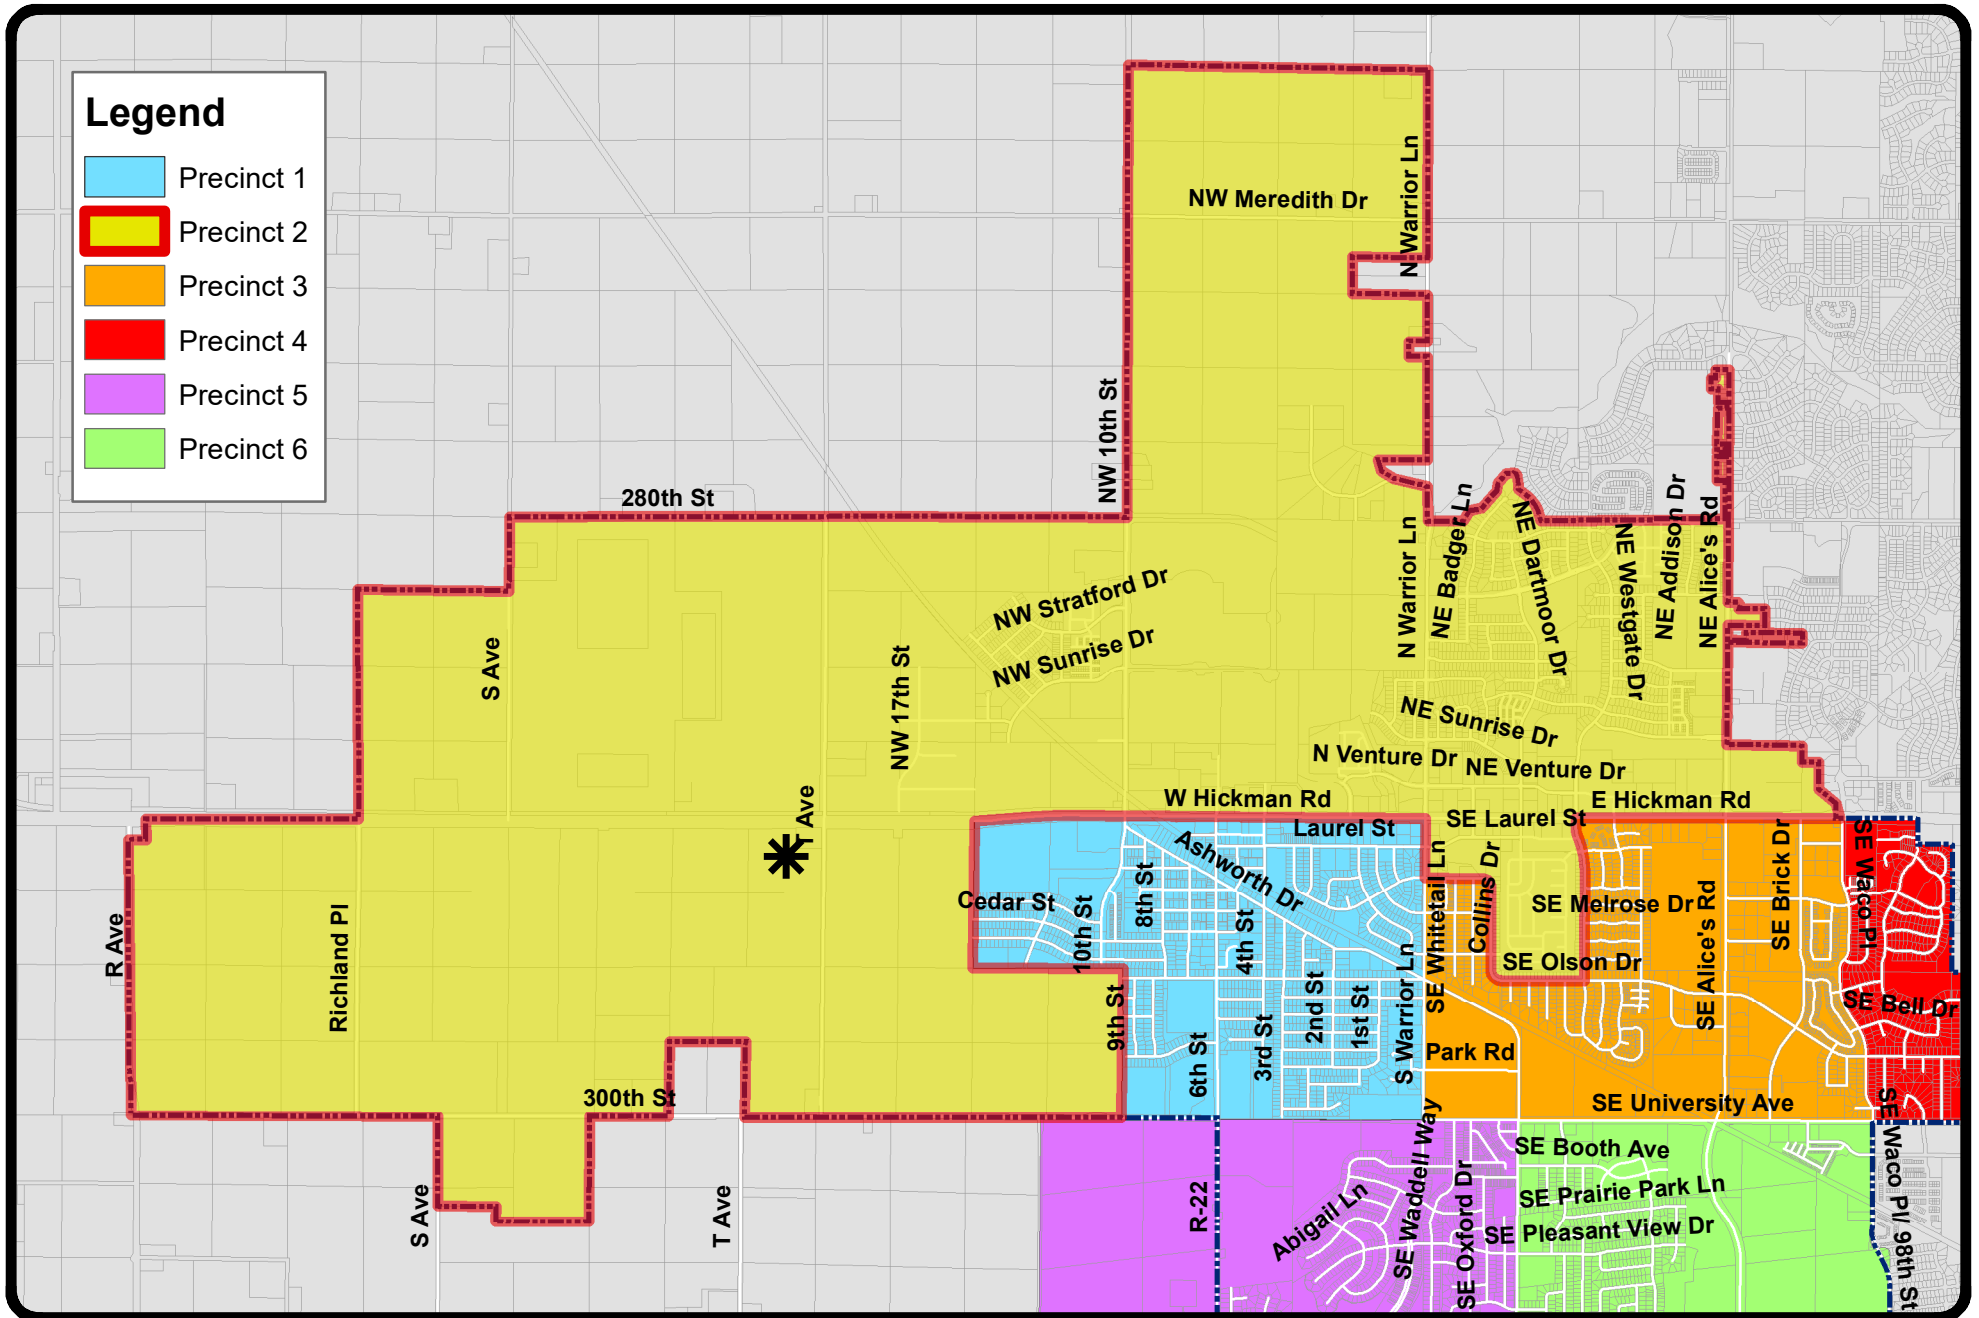 Legend
Precinct 1
Precinct 2
Precinct 3
Precinct 4
Precinct 5
Precinct 6
NW Meredith Dr
N Warrior Ln
NW 10th St
280th St
N Warrior Ln
NE Badger Ln
NE Dartmoor Dr
NE Westgate Dr
NE Addison Dr
NE Alice's Rd
NW Stratford Dr
NW Sunrise Dr
S Ave
NW 17th St
NE Sunrise Dr
N Venture Dr
NE Venture Dr
T Ave
W Hickman Rd
E Hickman Rd
Laurel St
SE Laurel St
Ashworth Dr
SE Whitetail Ln
Collins Dr
SE Brick Dr
SE Waco Pl
Cedar St
10th St
8th St
4th St
SE Melrose Dr
SE Alice's Rd
R Ave
Richland Pl
SE Olson Dr
9th St
2nd St
1st St
S Warrior Ln
SE Bell Dr
6th St
3rd St
Park Rd
300th St
SE University Ave
S Ave
T Ave
R-22
Abigail Ln
SE Waddell Way
SE Oxford Dr
SE Booth Ave
SE Prairie Park Ln
SE Pleasant View Dr
SE Waco Pl/ 98th St